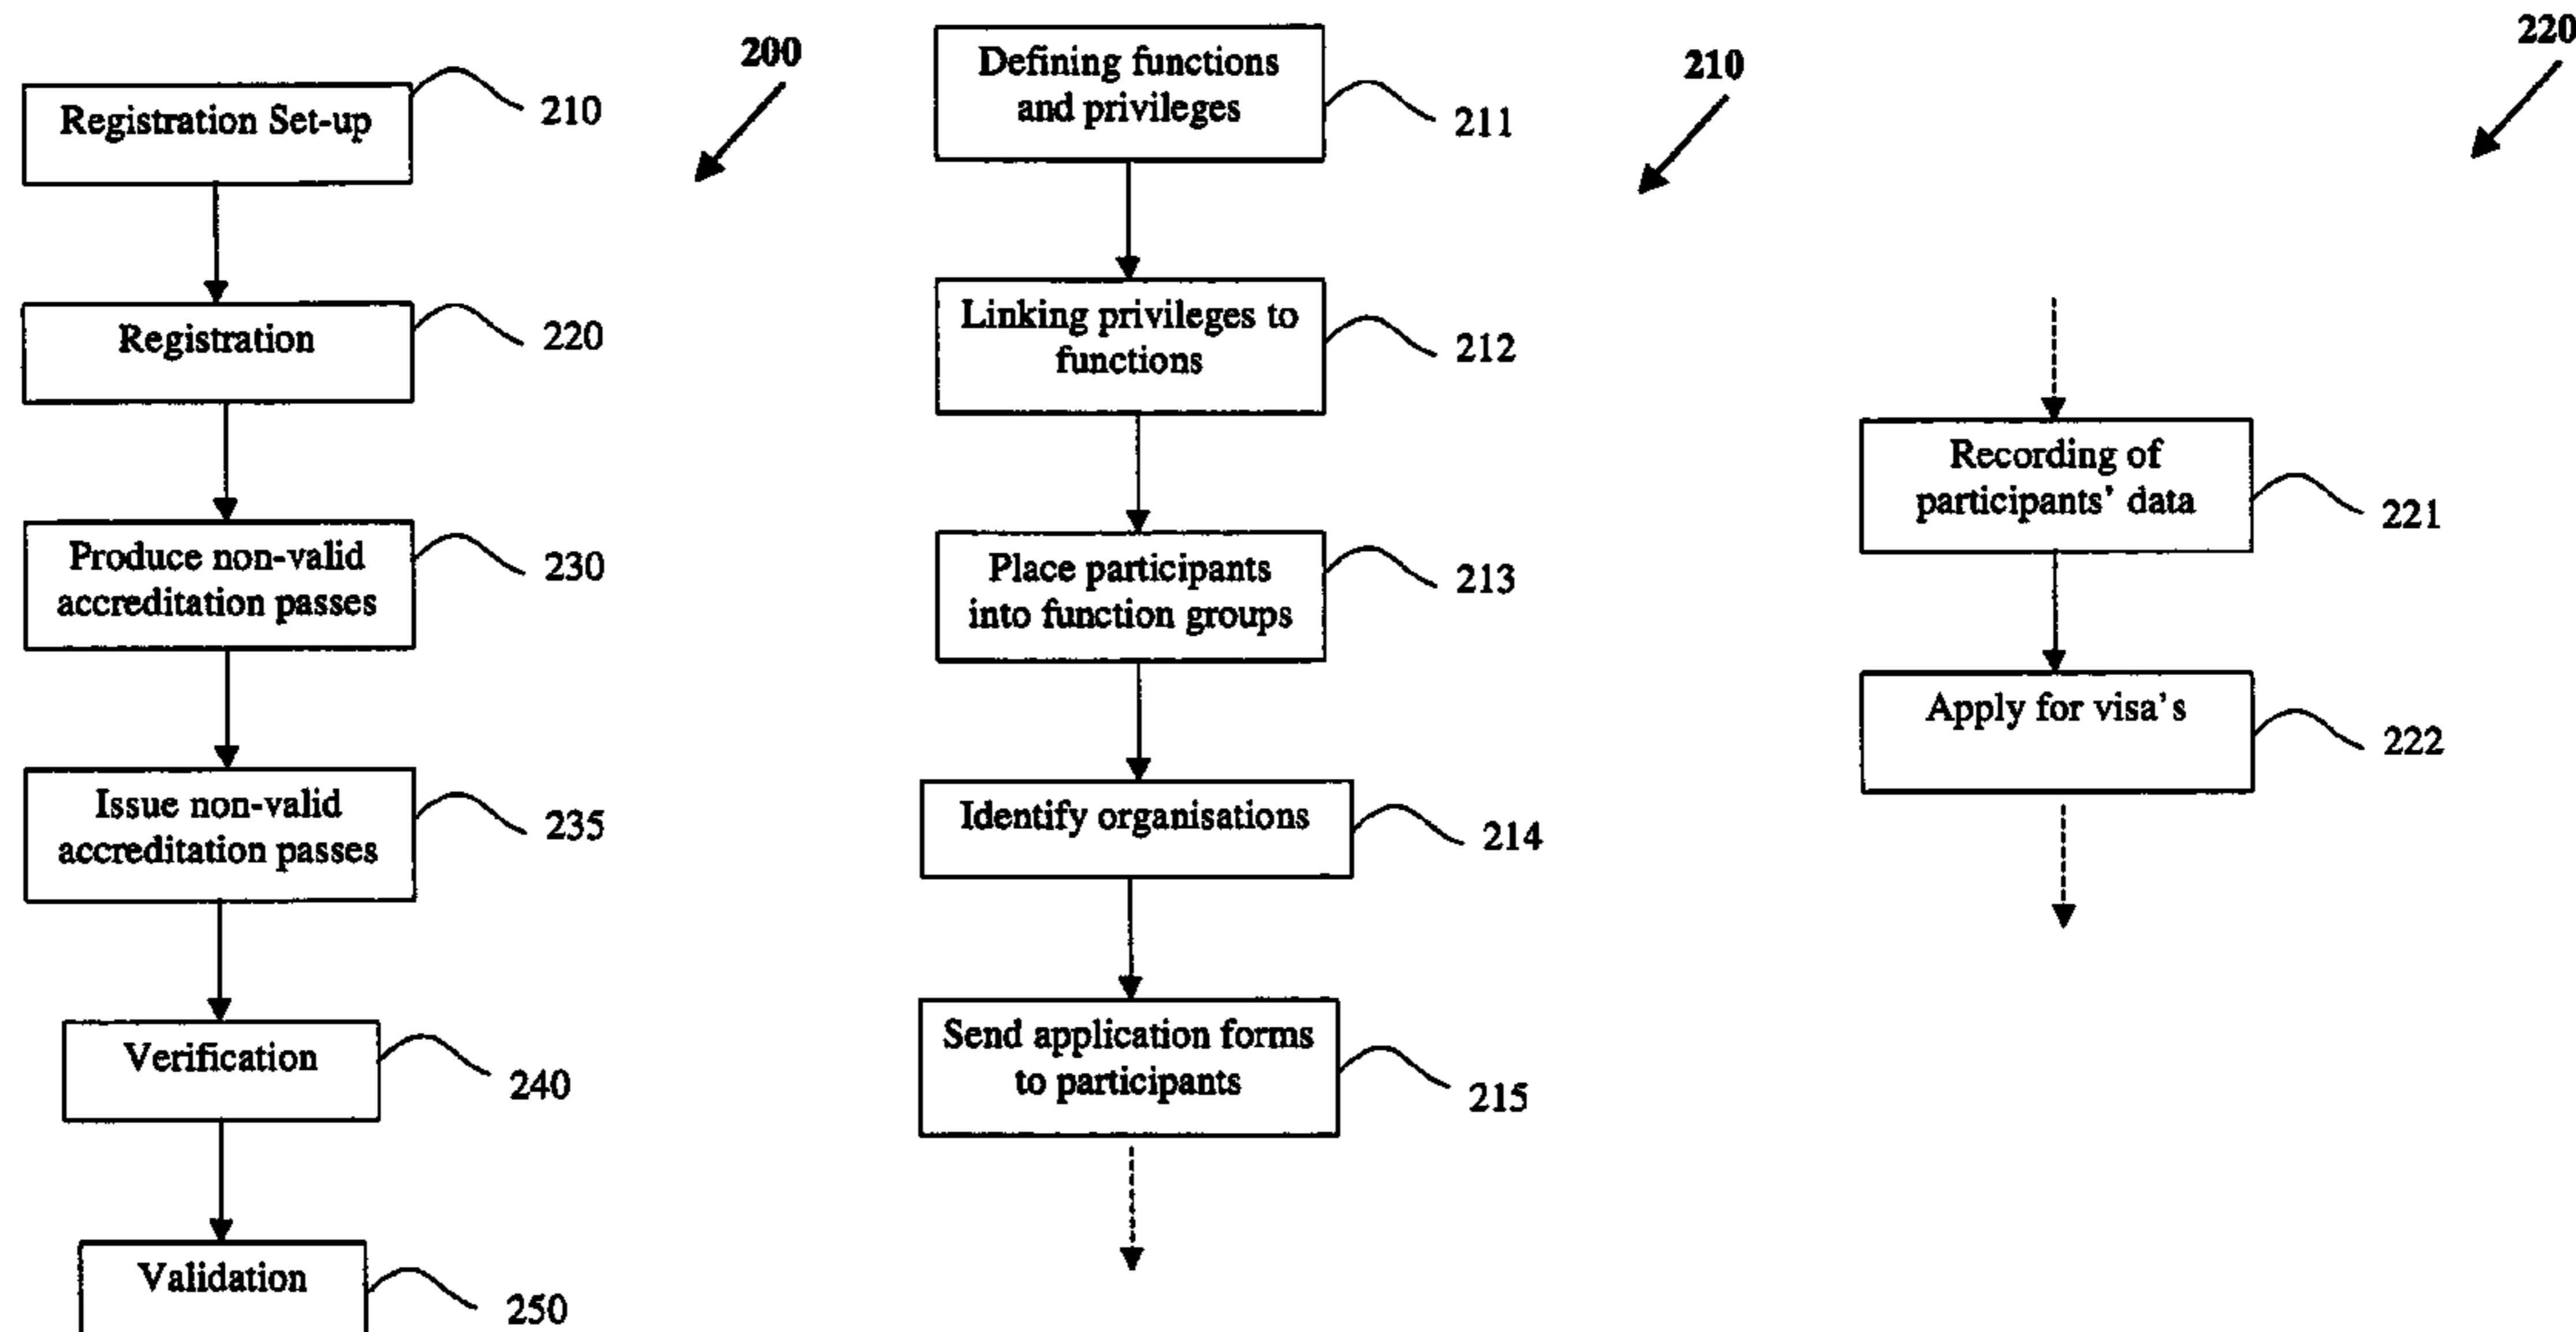 200
Registration Set-up
210
Registration
220
Produce non-valid
accreditation passes
230
Issue non-valid
accreditation passes
235
Verification
240
Validation
250
210
Defining functions
and privileges
211
Linking privileges to
functions
212
Place participants
into function groups
213
Identify organisations
214
Send application forms
to participants
215
220
Recording of
participants’ data
221
Apply for visa’s
222